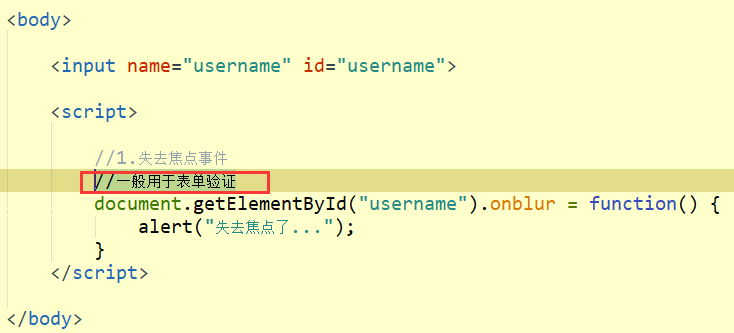 <body>
<input name="username" id="username">
<script>
//1.失去焦点事件
//一般用于表单验证
document.getElementById("username").onblur = function() {
alert("失去焦点了...");
}
</script>
</body>